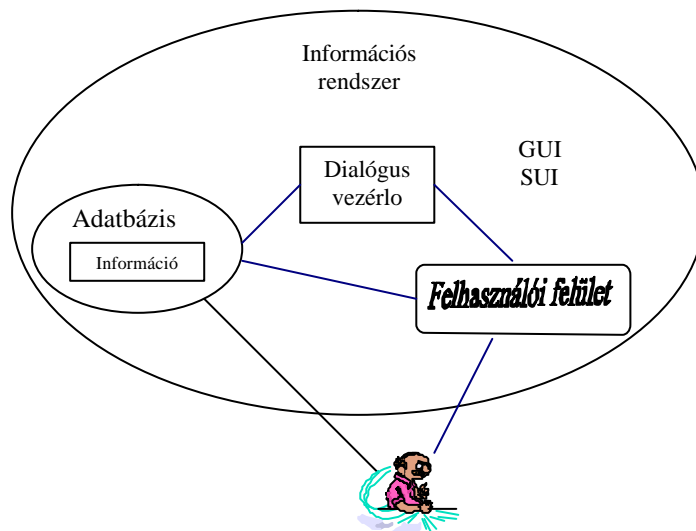 Információs
rendszer
GUI
SUI
Dialógus
vezérlo
Adatbázis
Információ
Felhasználói felület